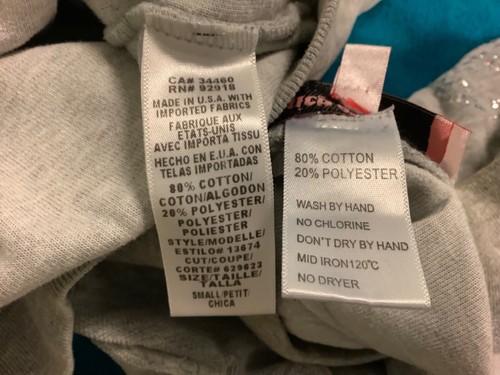 CA# 34460
RN# 92918
MADE IN U.S.A. WITH
IMPORTED FABRICS
FABRIQUE AUX
ETATS-UNIS
AVEC IMPORTA TISSU
HECHO EN E.U.A. CON
TELAS IMPORTADAS
80% COTTON/
COTON/ALGODON
20% POLYESTER/
POLYESTER/
POLIESTER
STYLE/MODELLE/
ESTILO# 13674
CUT/COUPE/
CORTE# 629623
SIZE/TAILLE/
TALLA
SMALL/PETIT/
CHICA
80% COTTON
20% POLYESTER
WASH BY HAND
NO CHLORINE
DON'T DRY BY HAND
MID IRON120℃
NO DRYER